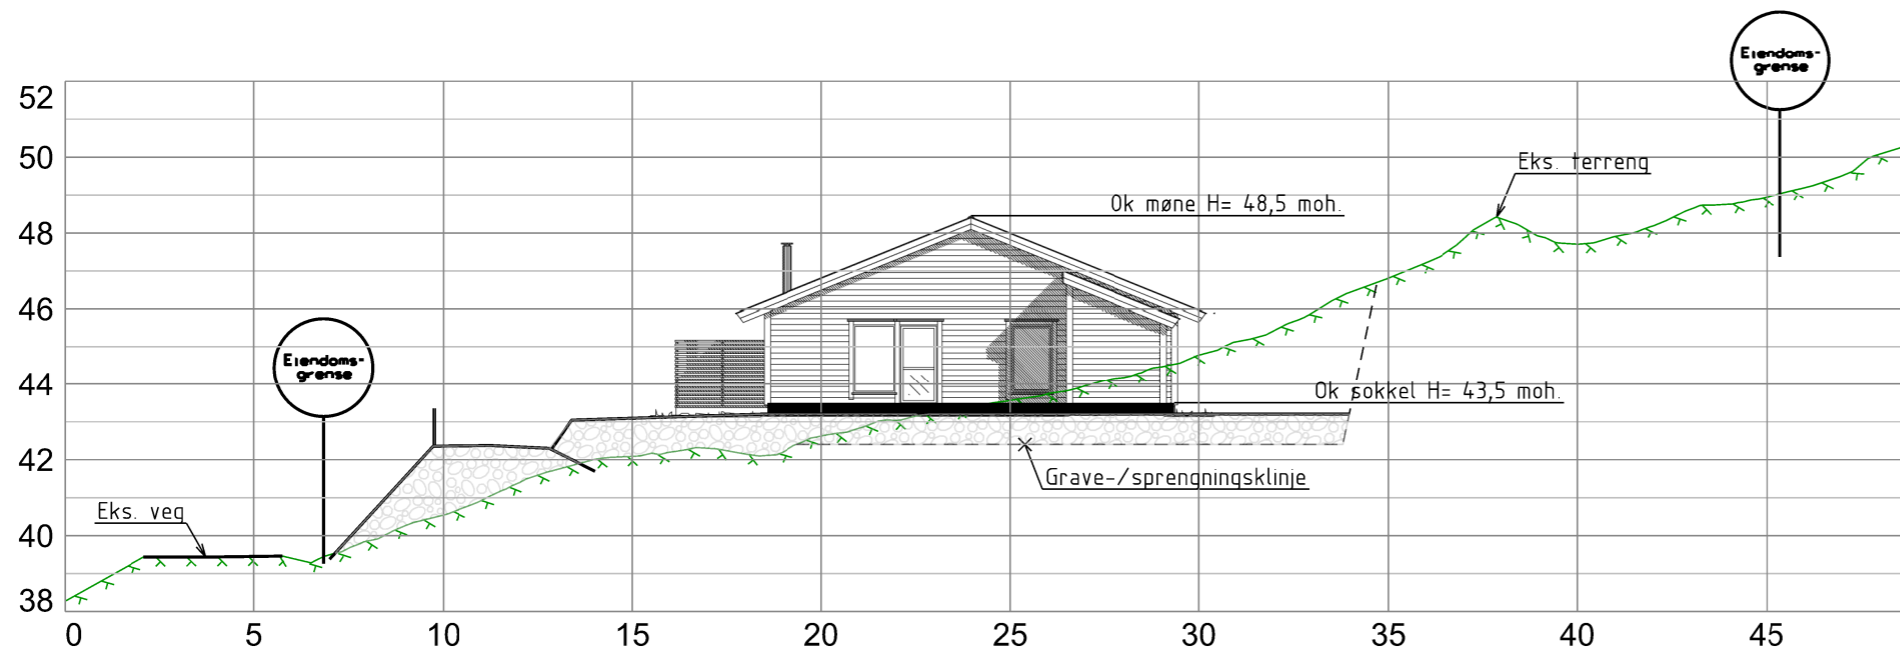 Eiendoms-
grense
52
50
Eks. terreng
Ok møne H= 48,5 moh.
48
46
Eiendoms-
grense
44
Ok sokkel H= 43,5 moh.
42
Grave-/sprengningsklinje
Eks. veg
40
38
0 5 10 15 20 25 30 35 40 45